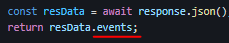 const resData = await response.json()
return resData.events;